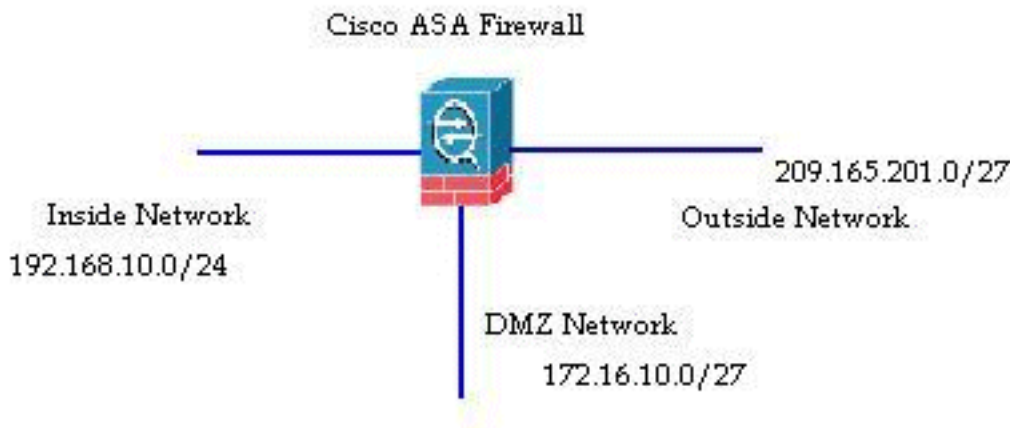 Cisco ASA Firewall
209.165.201.0/27
Inside Network
Outside Network
192.168.10.0/24
DMZ Network
172.16.10.0/27